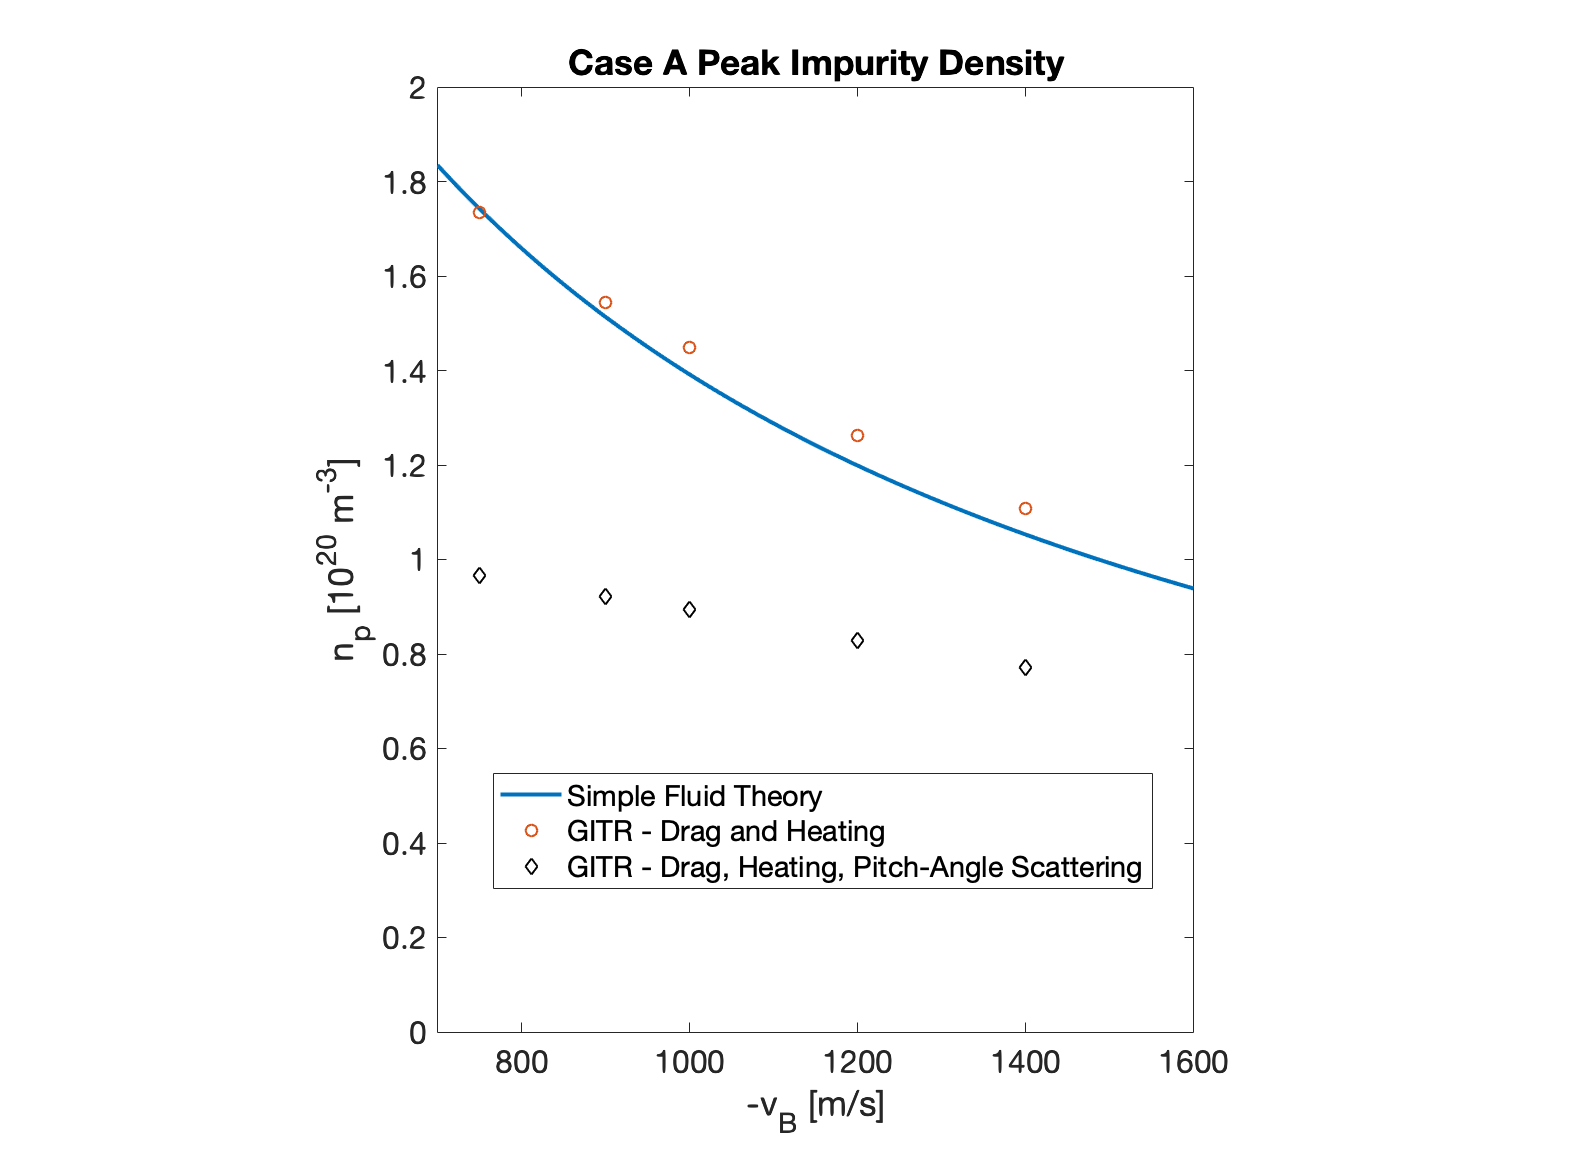 Case A Peak Impurity Density
2
1.8
1.6
1.4
1.2
1
0.8
0.6
0.4
0.2
0
n_p [10^20 m^-3]
Simple Fluid Theory
GITR - Drag and Heating
GITR - Drag, Heating, Pitch-Angle Scattering
800 1000 1200 1400 1600
-v_B [m/s]